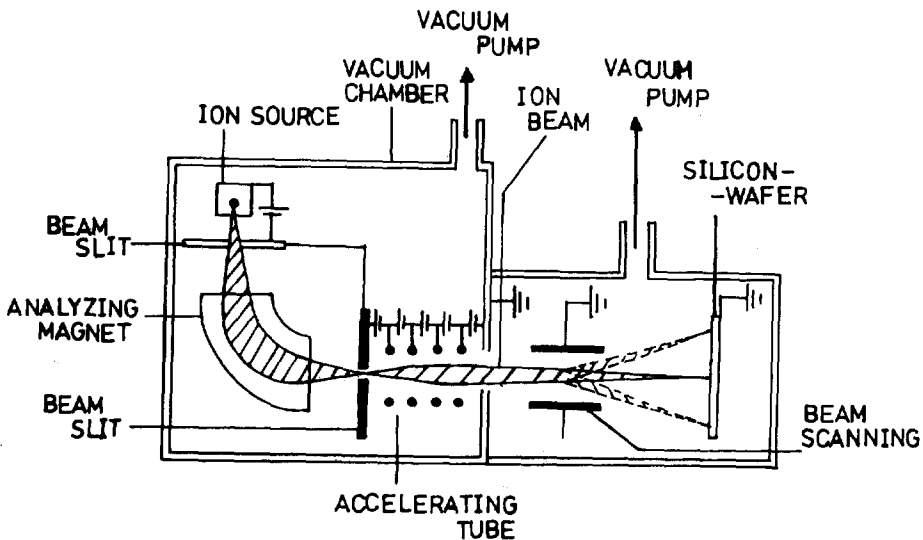 VACUUM
PUMP
VACUUM
CHAMBER
ION
BEAM
VACUUM
PUMP
ION SOURCE
SILICON-
-WAFER
BEAM
SLIT
ANALYZING
MAGNET
BEAM
SLIT
BEAM
SCANNING
ACCELERATING
TUBE